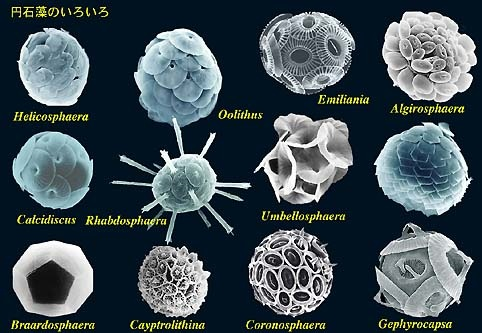 円石藻のいろいろ
Helicosphaera
Oolithus
Emiliania
Algirosphaera
Calcidiscus
Rhabdosphaera
Umbellosphaera
Braardosphaera
Cayptrolithina
Coronosphaera
Gephyrocapsa